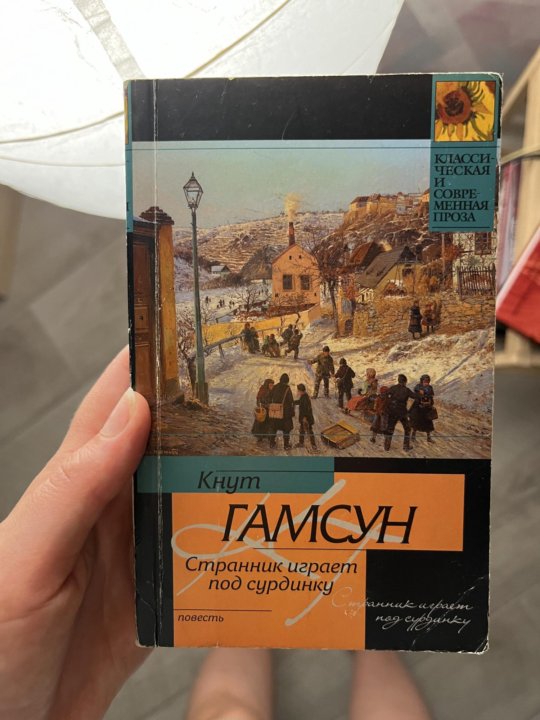 КЛАССИ-
ЧЕСКАЯ И
СОВРЕ-
МЕННАЯ
ПРОЗА
Кнут
ГАМСУН
Странник играет
под сурдинку
Странник играет
под сурдинку
повесть